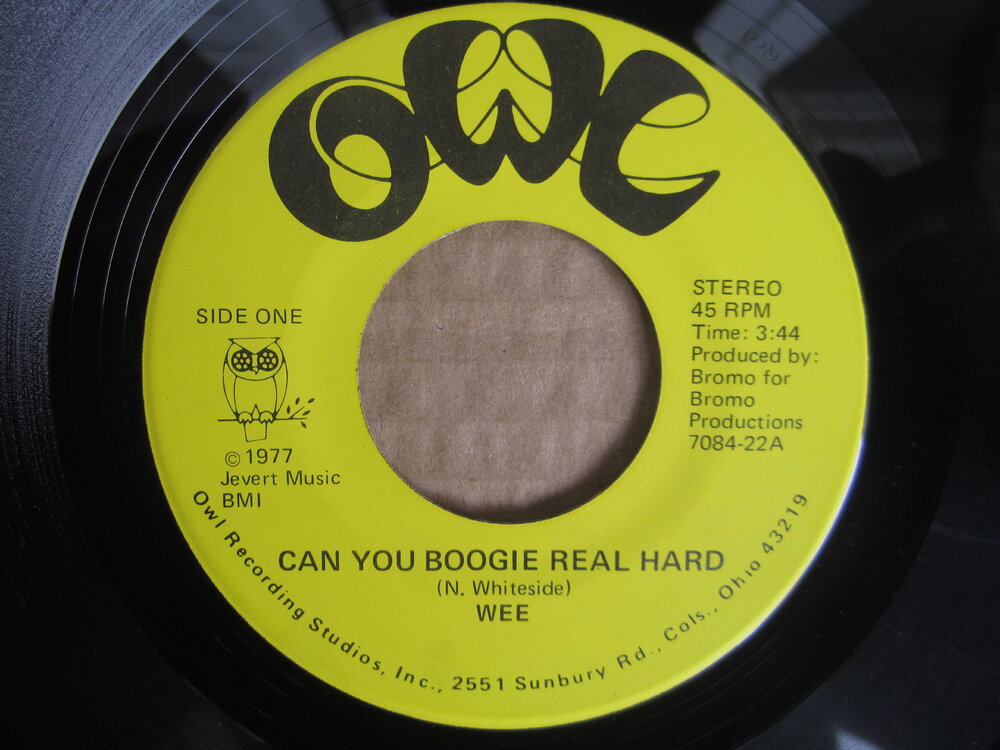 OWL
SIDE ONE
© 1977
Jevert Music
BMI
STEREO
45 RPM
Time: 3:44
Produced by:
Bromo for
Bromo
Productions
7084-22A
CAN YOU BOOGIE REAL HARD
(N. Whiteside)
WEE
Owl Recording Studios, Inc., 2551 Sunbury Rd., Cols., Ohio 43219